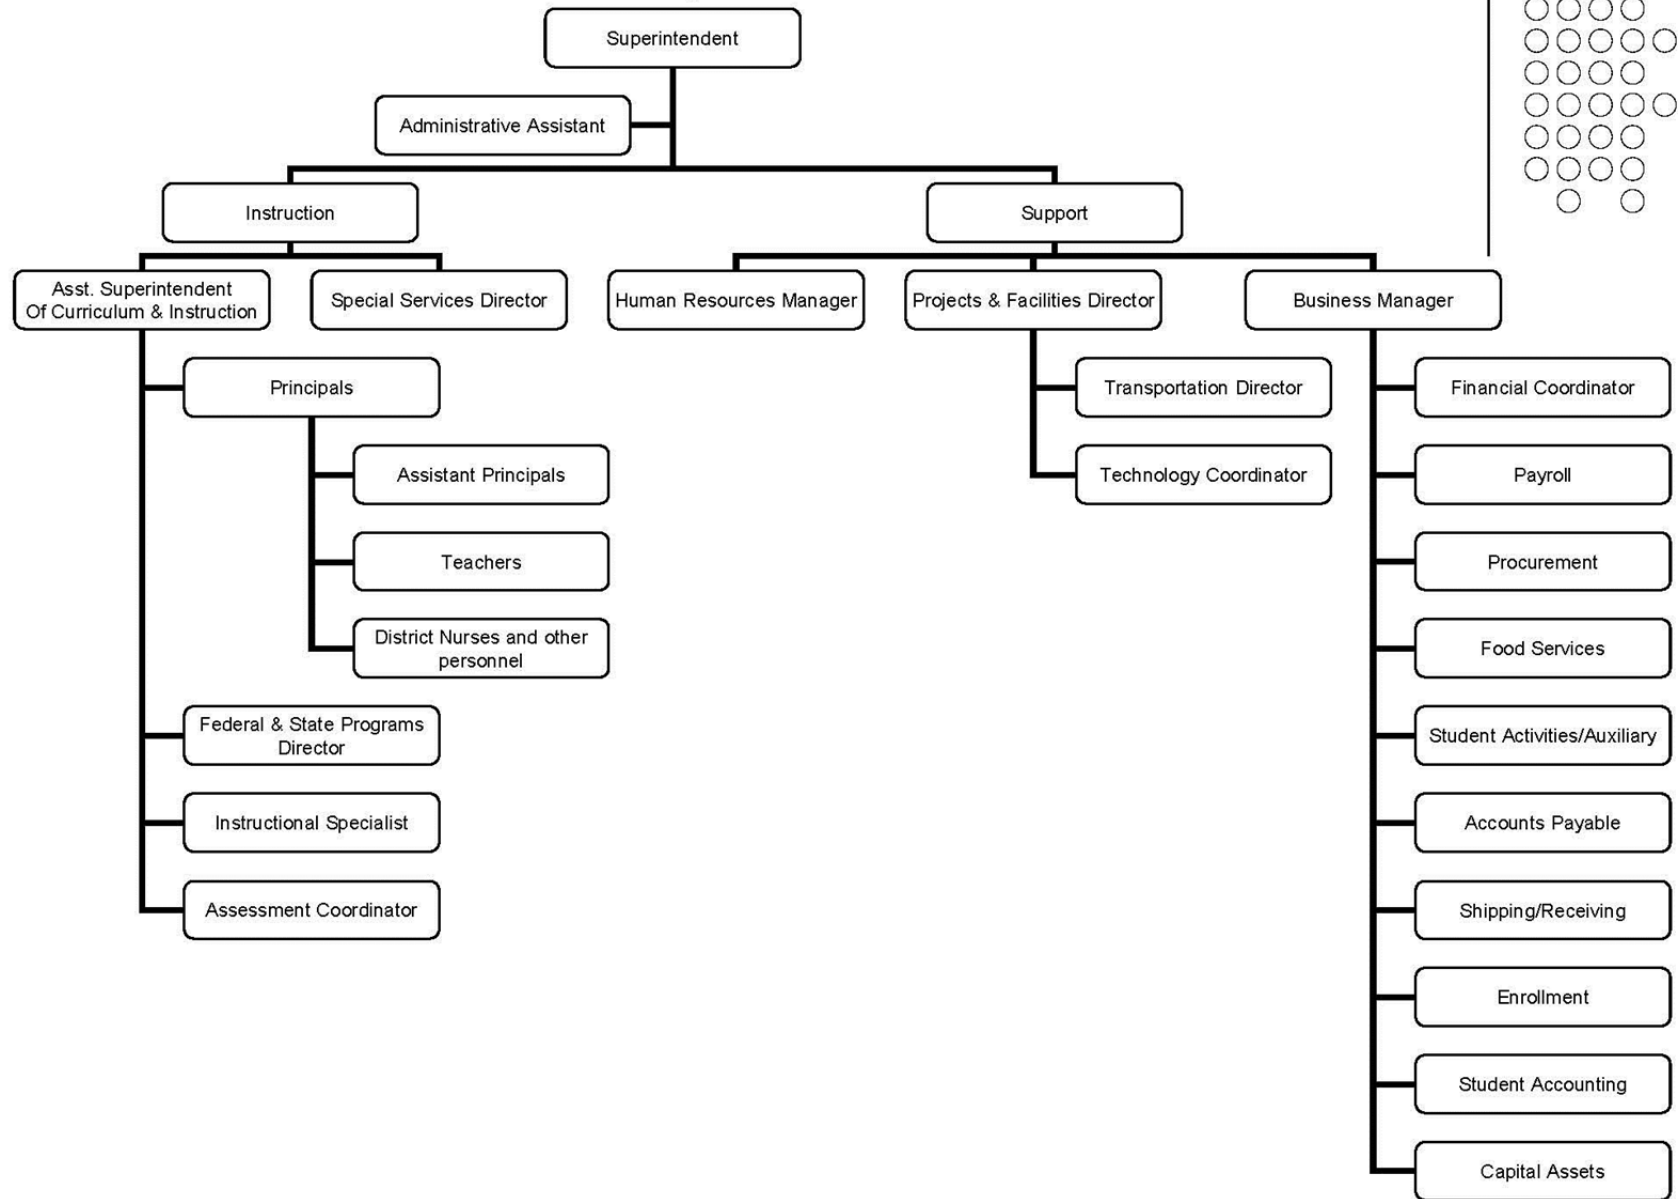 Superintendent
Administrative Assistant
Instruction
Support
Asst. Superintendent
Of Curriculum & Instruction
Special Services Director
Human Resources Manager
Projects & Facilities Director
Business Manager
Principals
Transportation Director
Financial Coordinator
Assistant Principals
Technology Coordinator
Payroll
Teachers
Procurement
District Nurses and other
personnel
Food Services
Federal & State Programs
Director
Student Activities/Auxiliary
Instructional Specialist
Accounts Payable
Assessment Coordinator
Shipping/Receiving
Enrollment
Student Accounting
Capital Assets